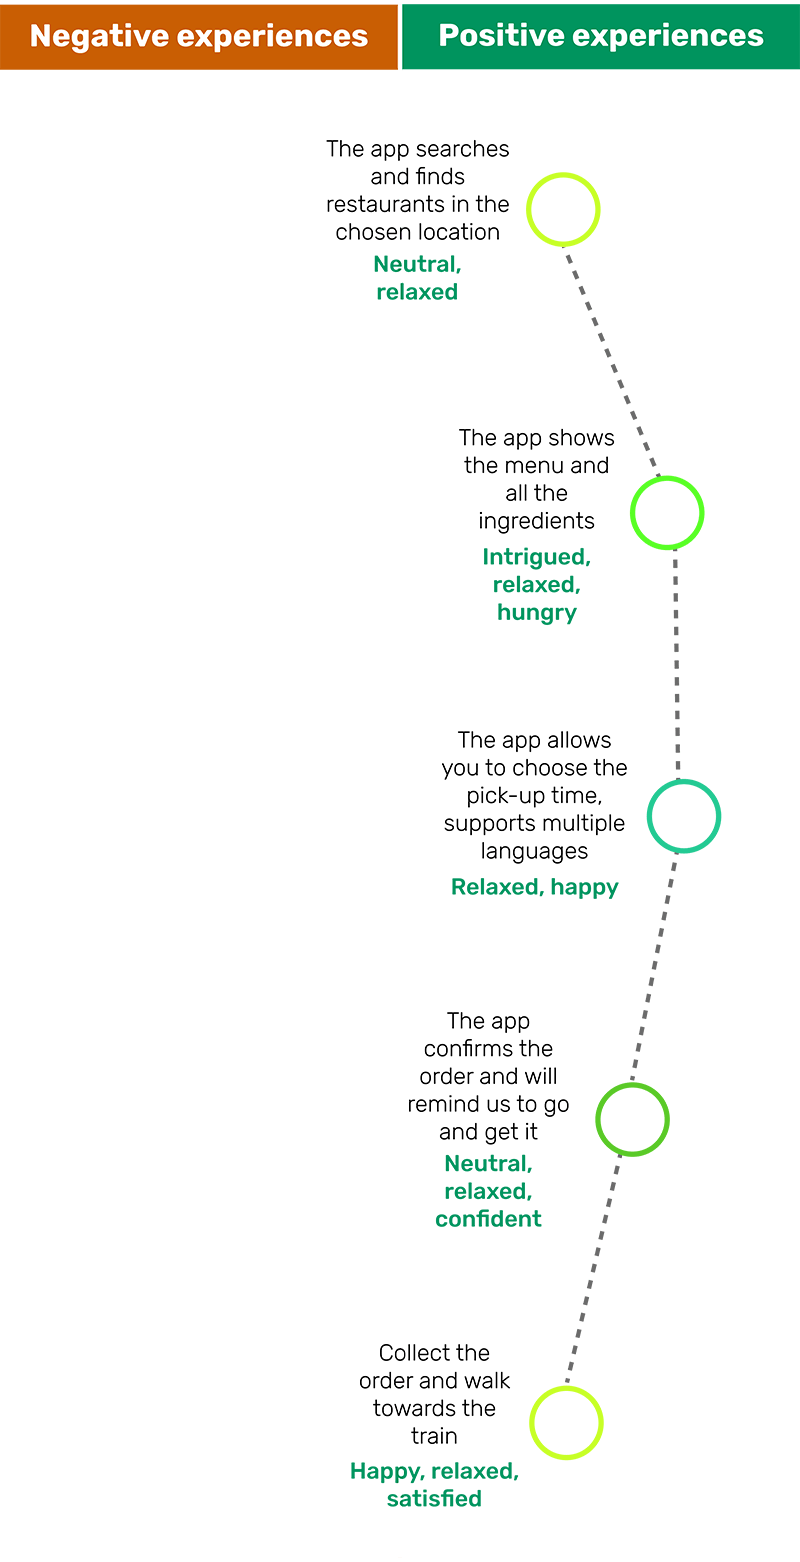 Negative experiences
Positive experiences
The app searches
and finds
restaurants in the
chosen location
Neutral,
relaxed
The app shows
the menu and
all the
ingredients
Intrigued,
relaxed,
hungry
The app allows
you to choose the
pick-up time,
supports multiple
languages
Relaxed, happy
The app
confirms the
order and will
remind us to go
and get it
Neutral,
relaxed,
confident
Collect the
order and walk
towards the
train
Happy, relaxed,
satisfied